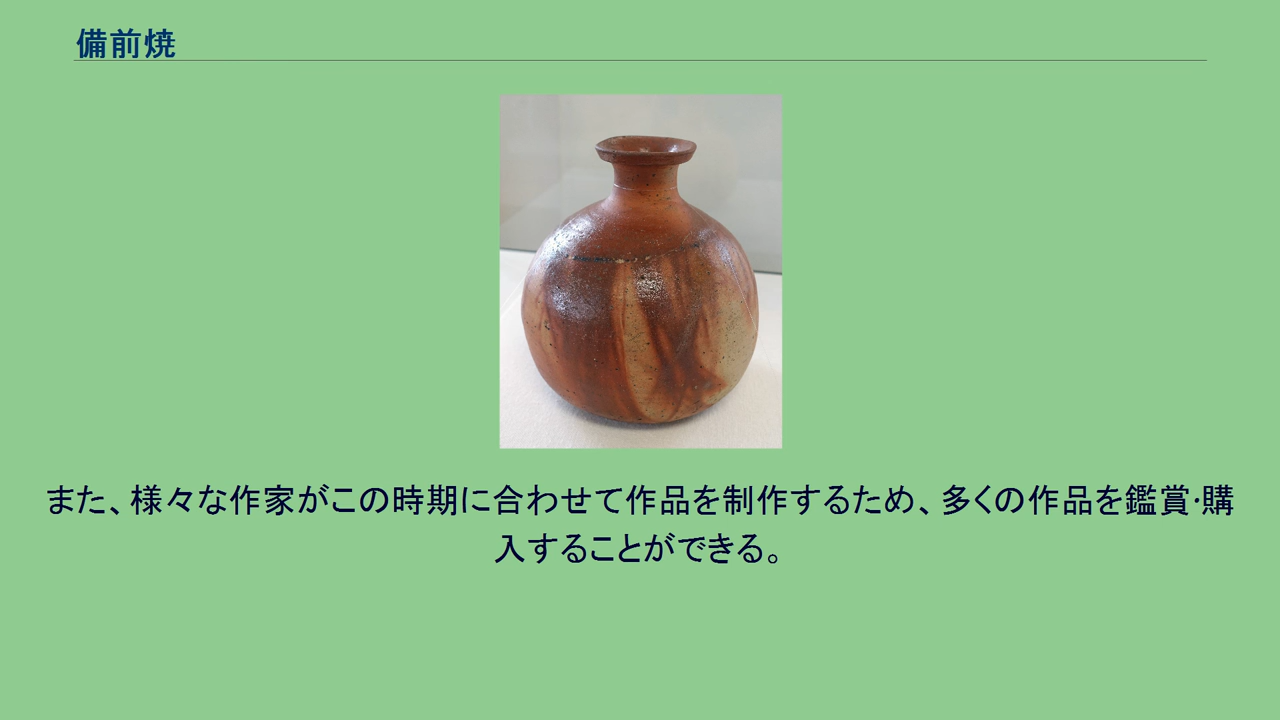 備前焼
また、様々な作家がこの時期に合わせて作品を制作するため、多くの作品を鑑賞·購
入することができる。